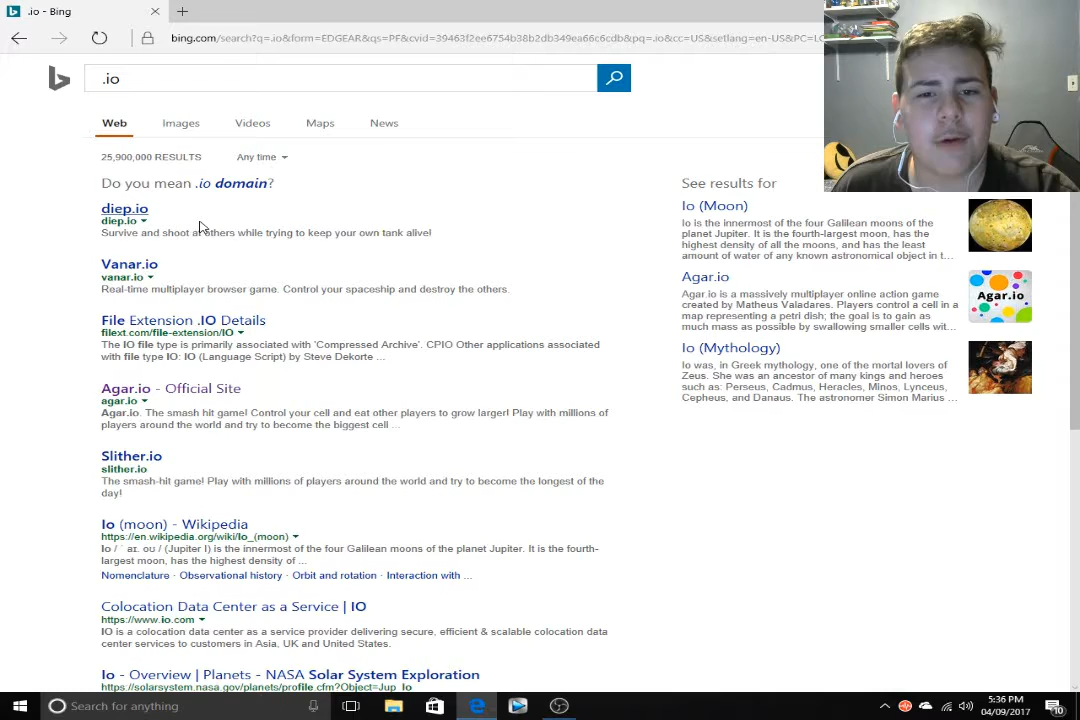 .io - Bing
bing.com/search?q=.io&form=EDGEAR&qs=PF&cvid=39463f2ee6754b38b2db349ea66c6cdb&pq=.io&cc=US&setlang=en-US&PC=LC
.io
Web Images Videos Maps News
25,900,000 RESULTS Any time
Do you mean .io domain?
diep.io
diep.io
Survive and shoot at others while trying to keep your own tank alive!
Vanar.io
vanar.io
Real-time multiplayer browser game. Control your spaceship and destroy the others.
File Extension .IO Details
filext.com/file-extension/IO
The IO file type is primarily associated with 'Compressed Archive'. CPIO Other applications associated
with file type IO: IO (Language Script) by Steve Dekorte ...
Agar.io - Official Site
agar.io
Agar.io. The smash hit game! Control your cell and eat other players to grow larger! Play with millions of
players around the world and try to become the biggest cell ...
Slither.io
slither.io
The smash-hit game! Play with millions of players around the world and try to become the longest of the
day!
Io (moon) - Wikipedia
https://en.wikipedia.org/wiki/Io_(moon)
Io / ˈ aɪ. oʊ / (Jupiter I) is the innermost of the four Galilean moons of the planet Jupiter. It is the fourth-
largest moon, has the highest density of ...
Nomenclature · Observational history · Orbit and rotation · Interaction with ...
Colocation Data Center as a Service | IO
https://www.io.com
IO is a colocation data center as a service provider delivering secure, efficient & scalable colocation data
center services to customers in Asia, UK and United States.
Io - Overview | Planets - NASA Solar System Exploration
https://solarsystem.nasa.gov/planets/profile.cfm?Object=Jup_Io
See results for
Io (Moon)
Io is the innermost of the four Galilean moons of the
planet Jupiter. It is the fourth-largest moon, has the
highest density of all the moons, and has the least
amount of water of any known astronomical object in t...
Agar.io
Agar.io is a massively multiplayer online action game
created by Matheus Valadares. Players control a cell in a
map representing a petri dish; the goal is to gain as
much mass as possible by swallowing smaller cells wit...
Agar.io
Io (Mythology)
Io was, in Greek mythology, one of the mortal lovers of
Zeus. She was an ancestor of many kings and heroes
such as: Perseus, Cadmus, Heracles, Minos, Lynceus,
Cepheus, and Danaus. The astronomer Simon Marius ...
Search for anything
5:36 PM
04/09/2017
10